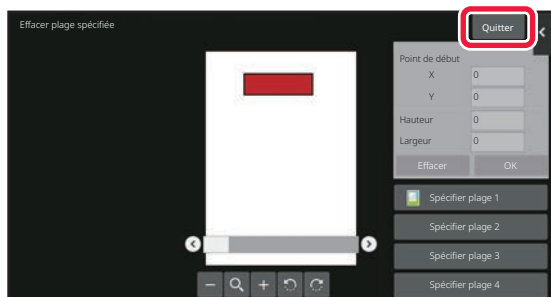 Effacer plage spécifiée
Quitter
Point de début
X 0
Y 0
Hauteur 0
Largeur 0
Effacer OK
Spécifier plage 1
Spécifier plage 2
Spécifier plage 3
Spécifier plage 4